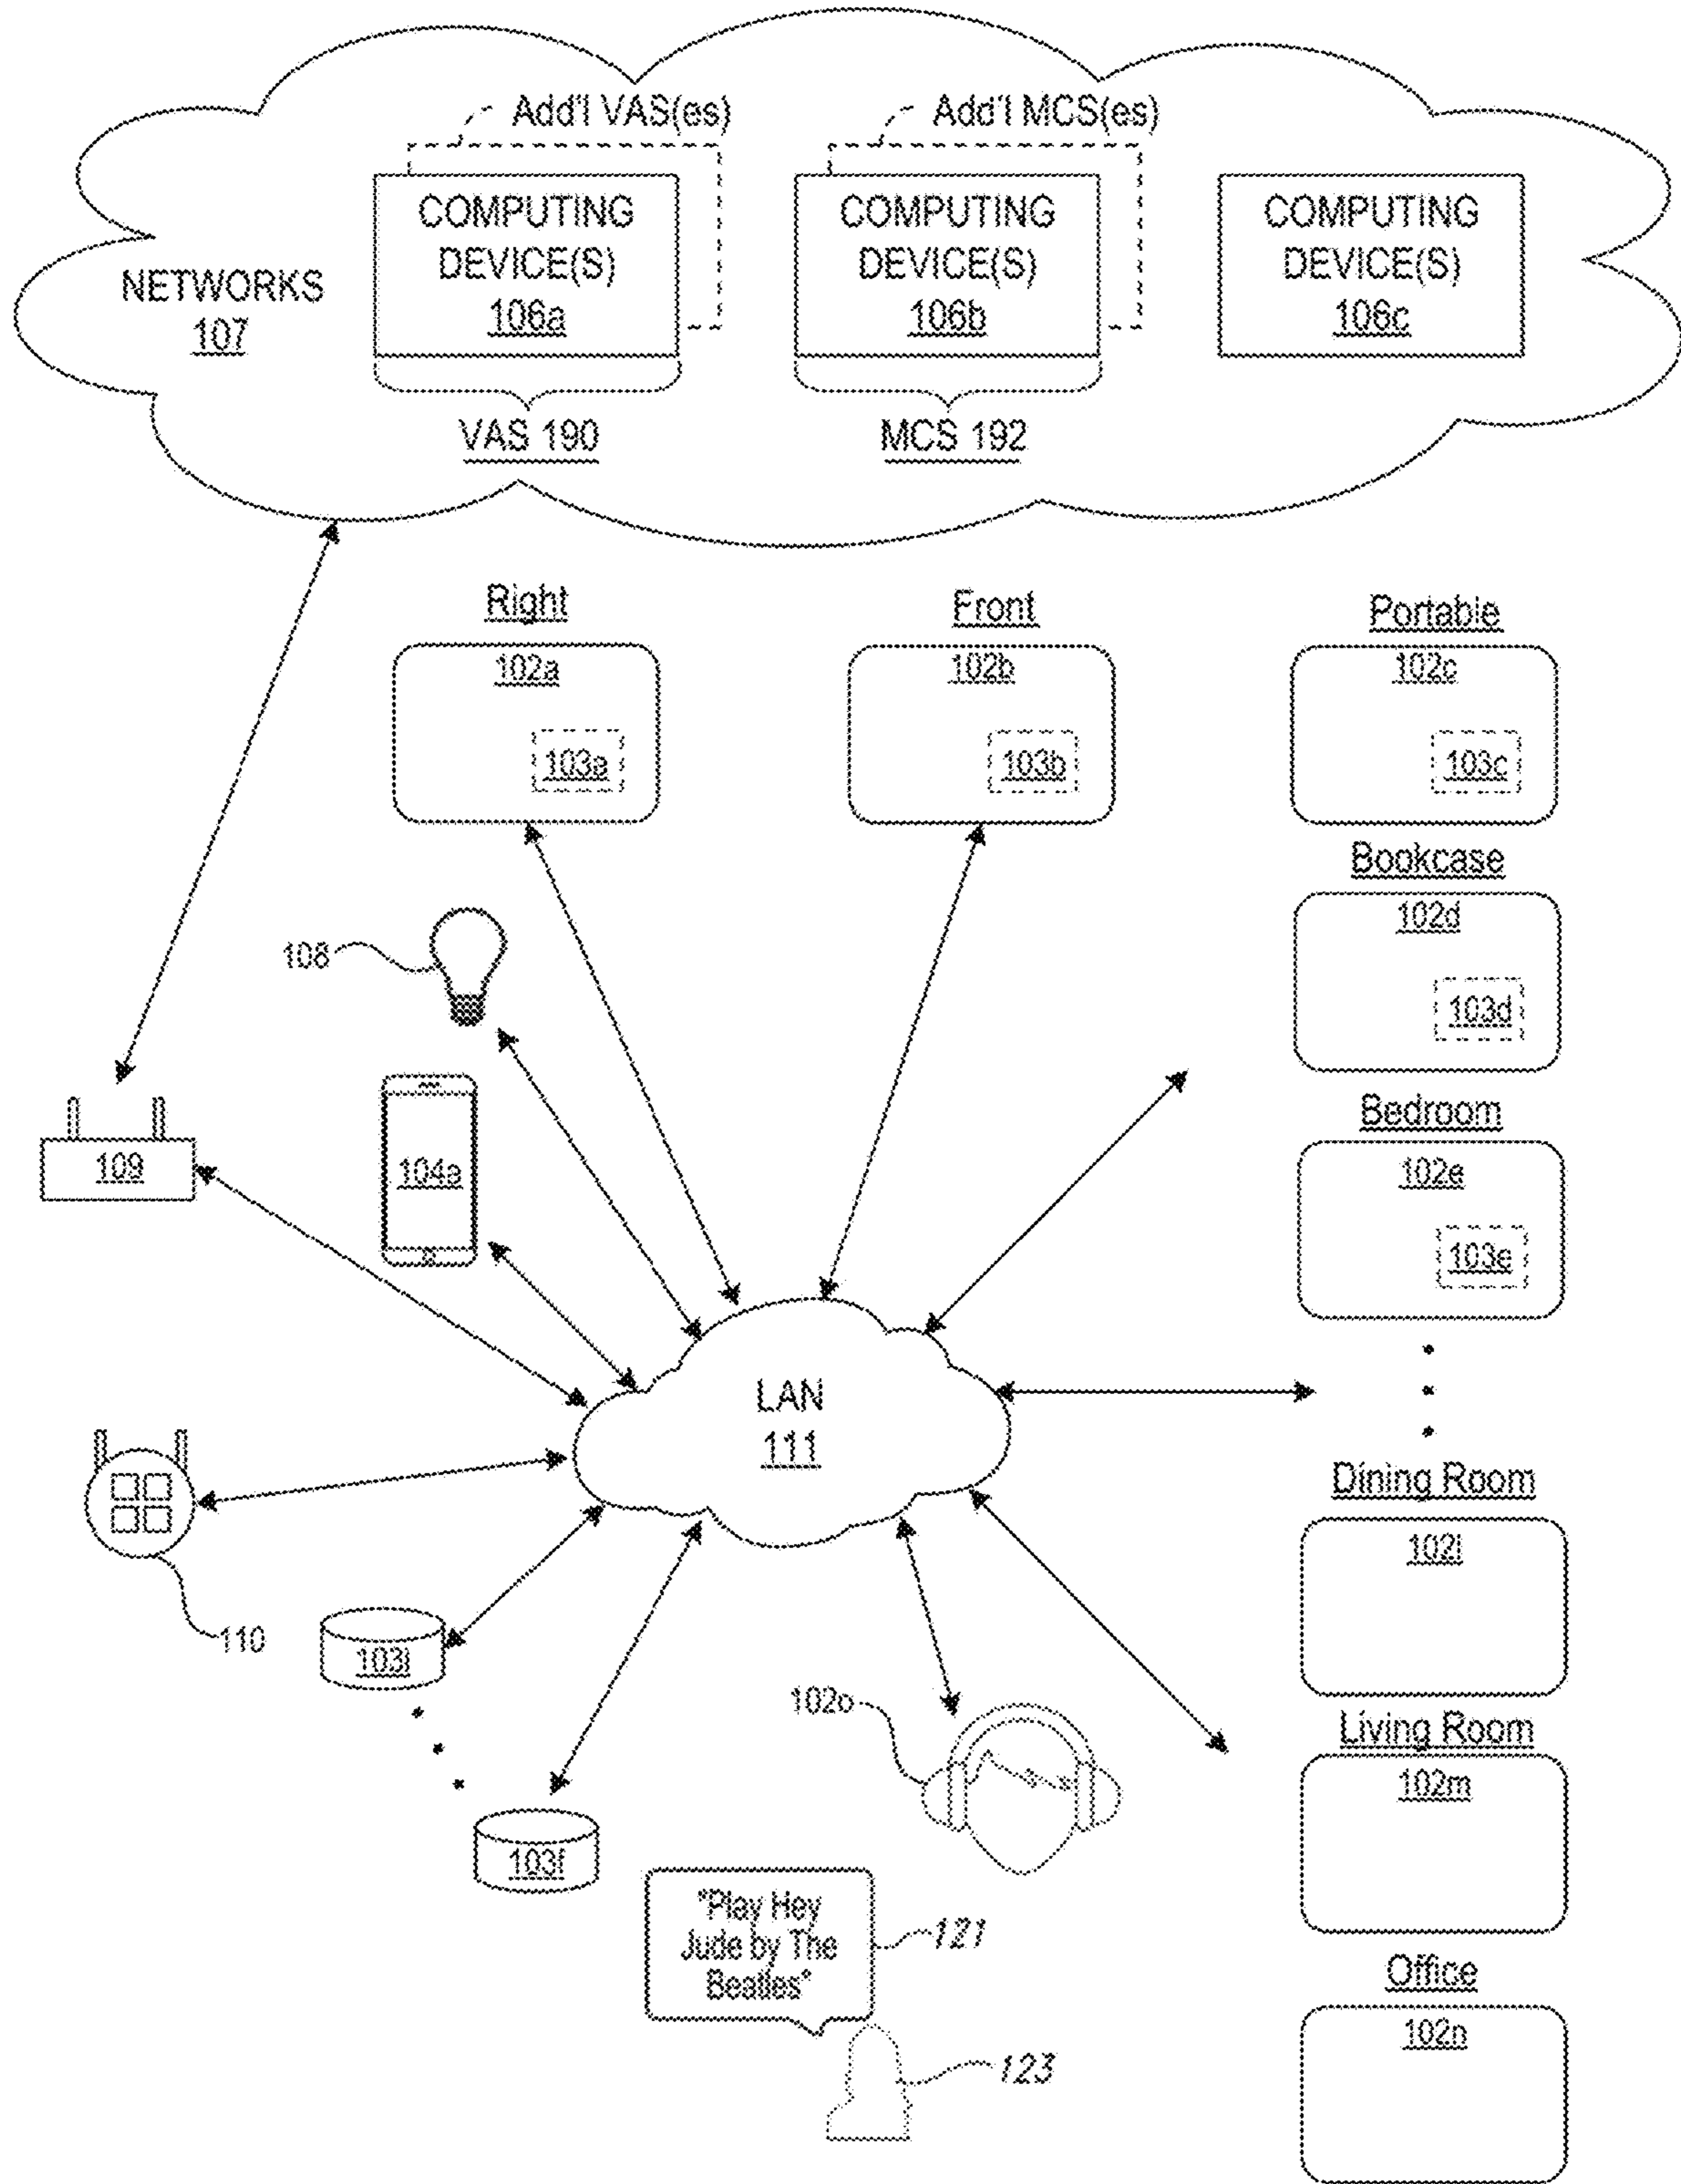 Add'l VAS(es)
Add'l MCS(es)
COMPUTING
DEVICE(S)
106a
COMPUTING
DEVICE(S)
106b
COMPUTING
DEVICE(S)
106c
NETWORKS
107
VAS 190
MCS 192
Right
102a
103a
Front
102b
103b
Portable
102c
103c
Bookcase
102d
103d
108
Bedroom
102e
103e
109
104a
LAN
111
110
103i
103f
Dining Room
102l
Living Room
102m
102o
"Play Hey
Jude by The
Beatles"
121
123
Office
102n